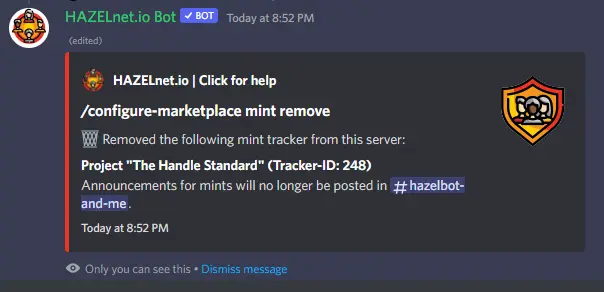 HAZELnet.io Bot ✔ BOT Today at 8:52 PM
(edited)
HAZELnet.io | Click for help
/configure-marketplace mint remove
🗑 Removed the following mint tracker from this server:
Project "The Handle Standard" (Tracker-ID: 248)
Announcements for mints will no longer be posted in #hazelbot-
and-me.
Today at 8:52 PM
Only you can see this • Dismiss message